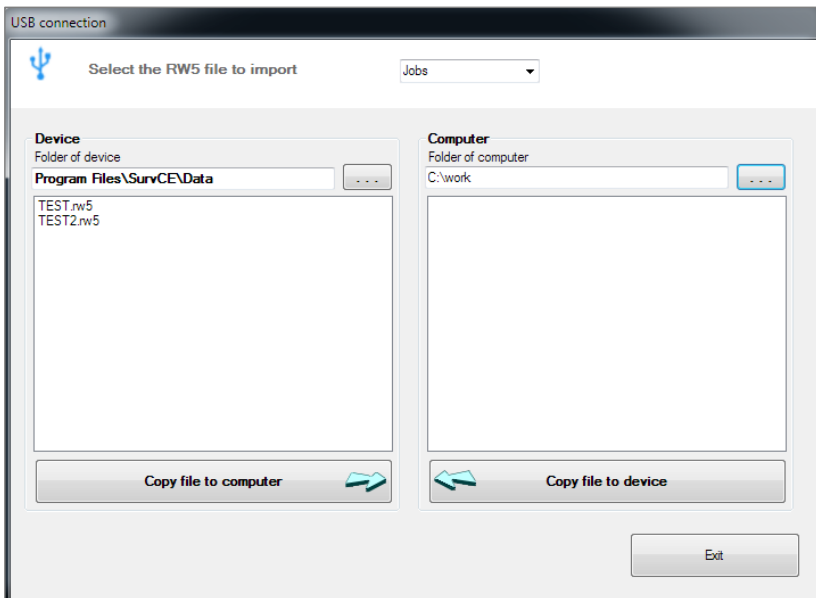 USB connection
Select the RW5 file to import
Jobs
Device
Folder of device
Program Files\SurvCE\Data
...
TEST.rw5
TEST2.rw5
Copy file to computer
Computer
Folder of computer
C:\work
...
Copy file to device
Exit